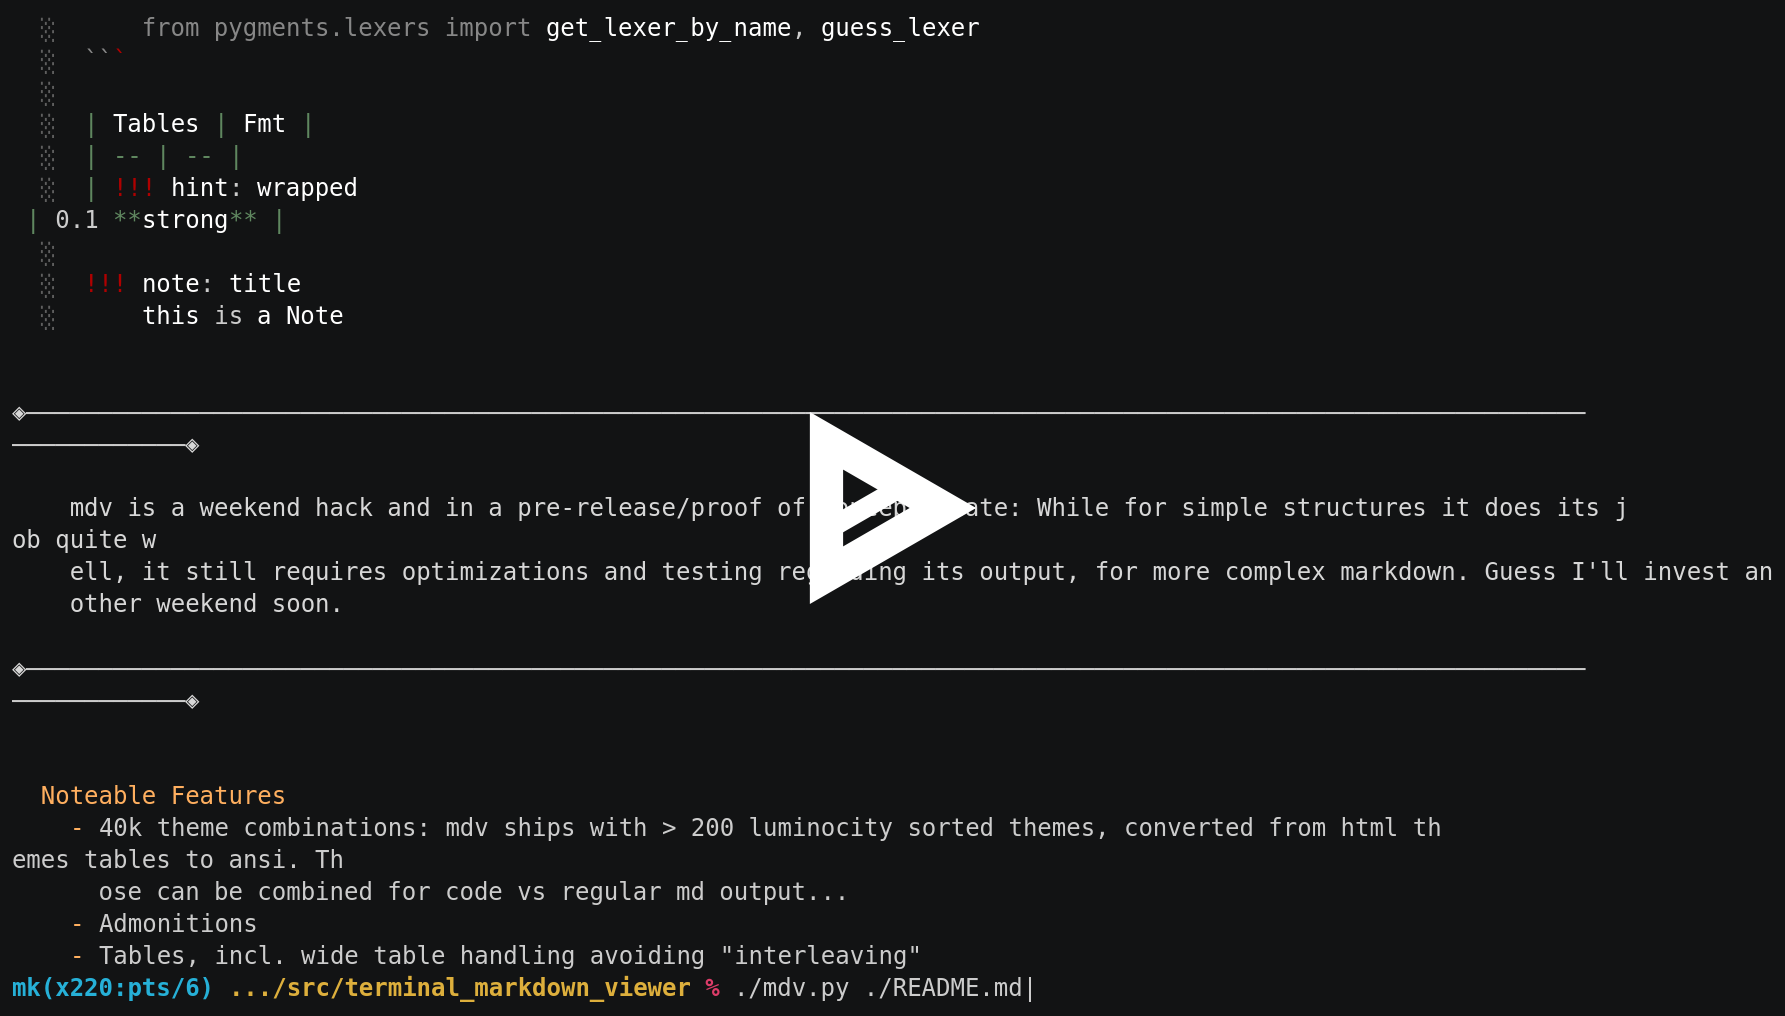 from pygments.lexers import get_lexer_by_name, guess_lexer
```
| Tables | Fmt |
| -- | -- |
| !!! hint: wrapped
| 0.1 **strong** |
!!! note: title
this is a Note
mdv is a weekend hack and in a pre-release/proof of ate: While for simple structures it does its j
ob quite w
ell, it still requires optimizations and testing regarding its output, for more complex markdown. Guess I'll invest an
other weekend soon.
Noteable Features
- 40k theme combinations: mdv ships with > 200 luminocity sorted themes, converted from html th
emes tables to ansi. Th
ose can be combined for code vs regular md output...
- Admonitions
- Tables, incl. wide table handling avoiding "interleaving"
mk(x220:pts/6) .../src/terminal_markdown_viewer % ./mdv.py ./README.md